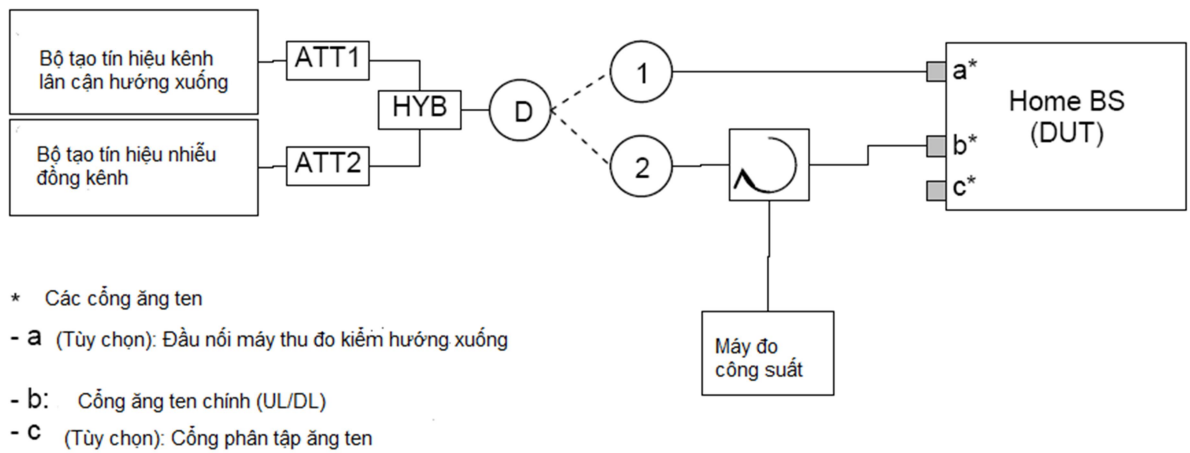 Bộ tạo tín hiệu kênh
lân cận hướng xuống
ATT1
HYB
D
1
2
a*
b*
c*
Home BS
(DUT)
Bộ tạo tín hiệu nhiễu
đồng kênh
ATT2
Máy đo
công suất
* Các cổng ăng ten
- a (Tùy chọn): Đầu nối máy thu đo kiểm hướng xuống
- b: Cổng ăng ten chính (UL/DL)
- c (Tùy chọn): Cổng phân tập ăng ten